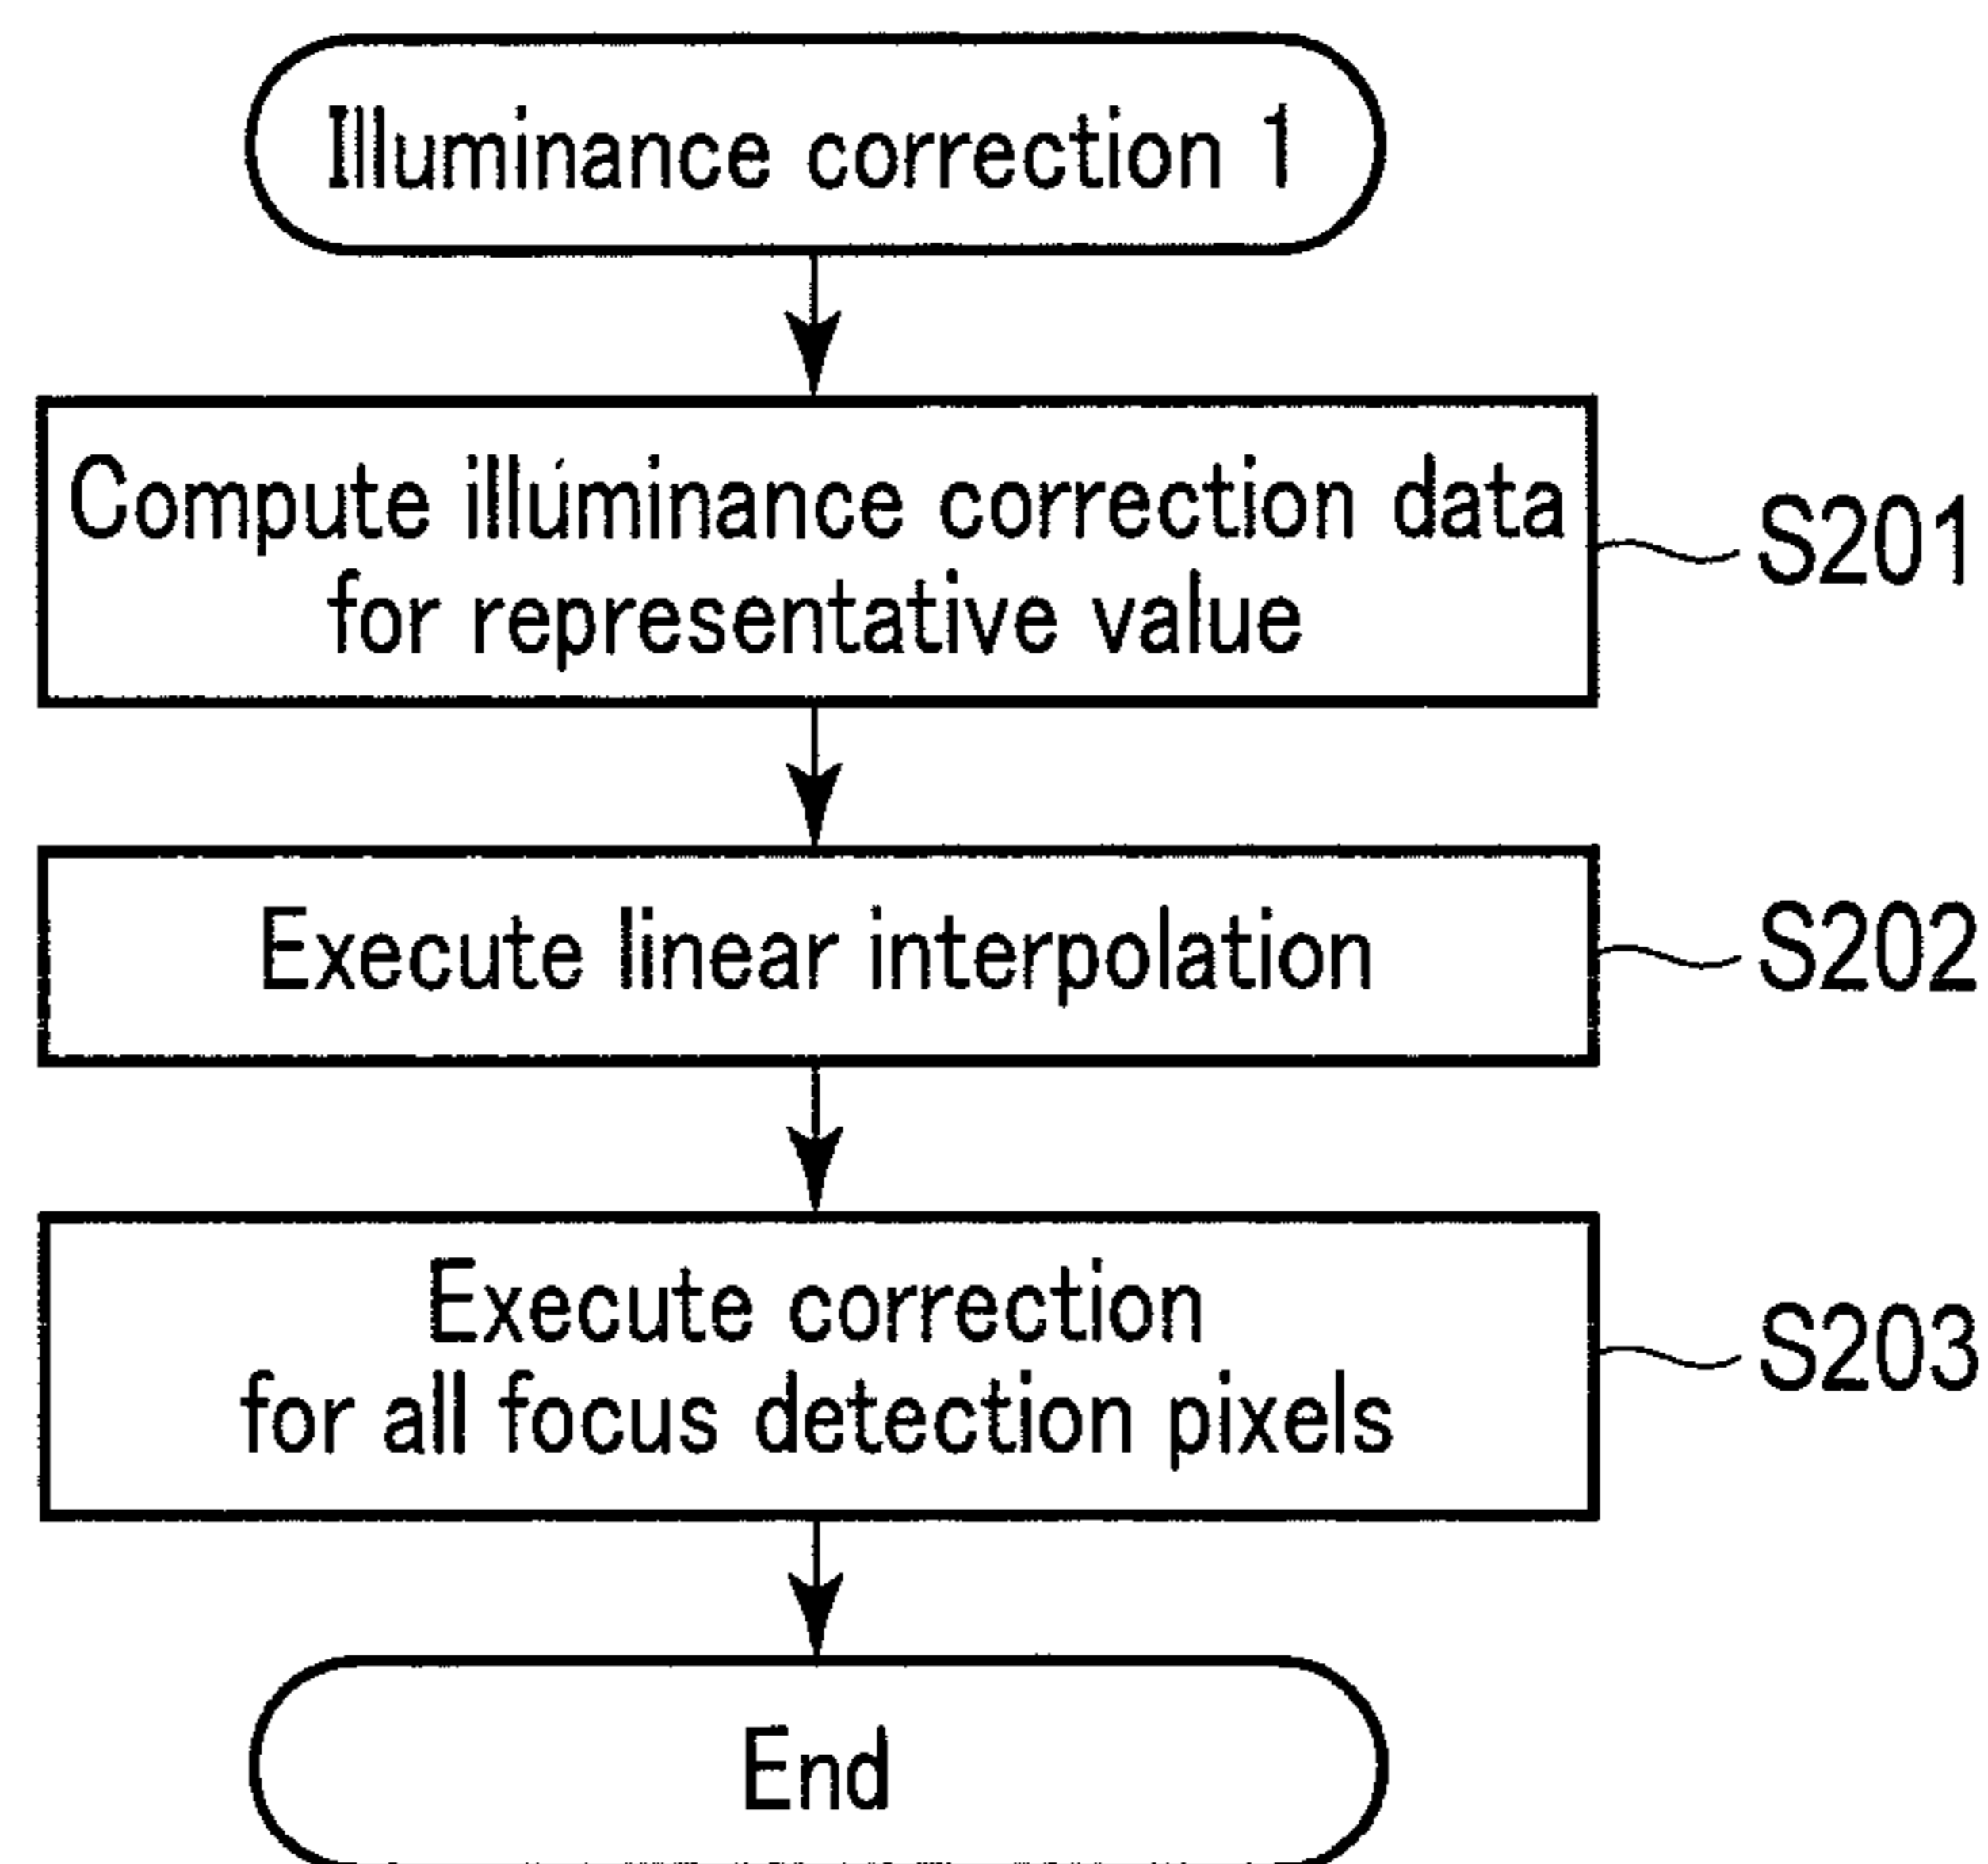 Illuminance correction 1
Compute illuminance correction data
for representative value
S201
Execute linear interpolation
S202
Execute correction
for all focus detection pixels
S203
End